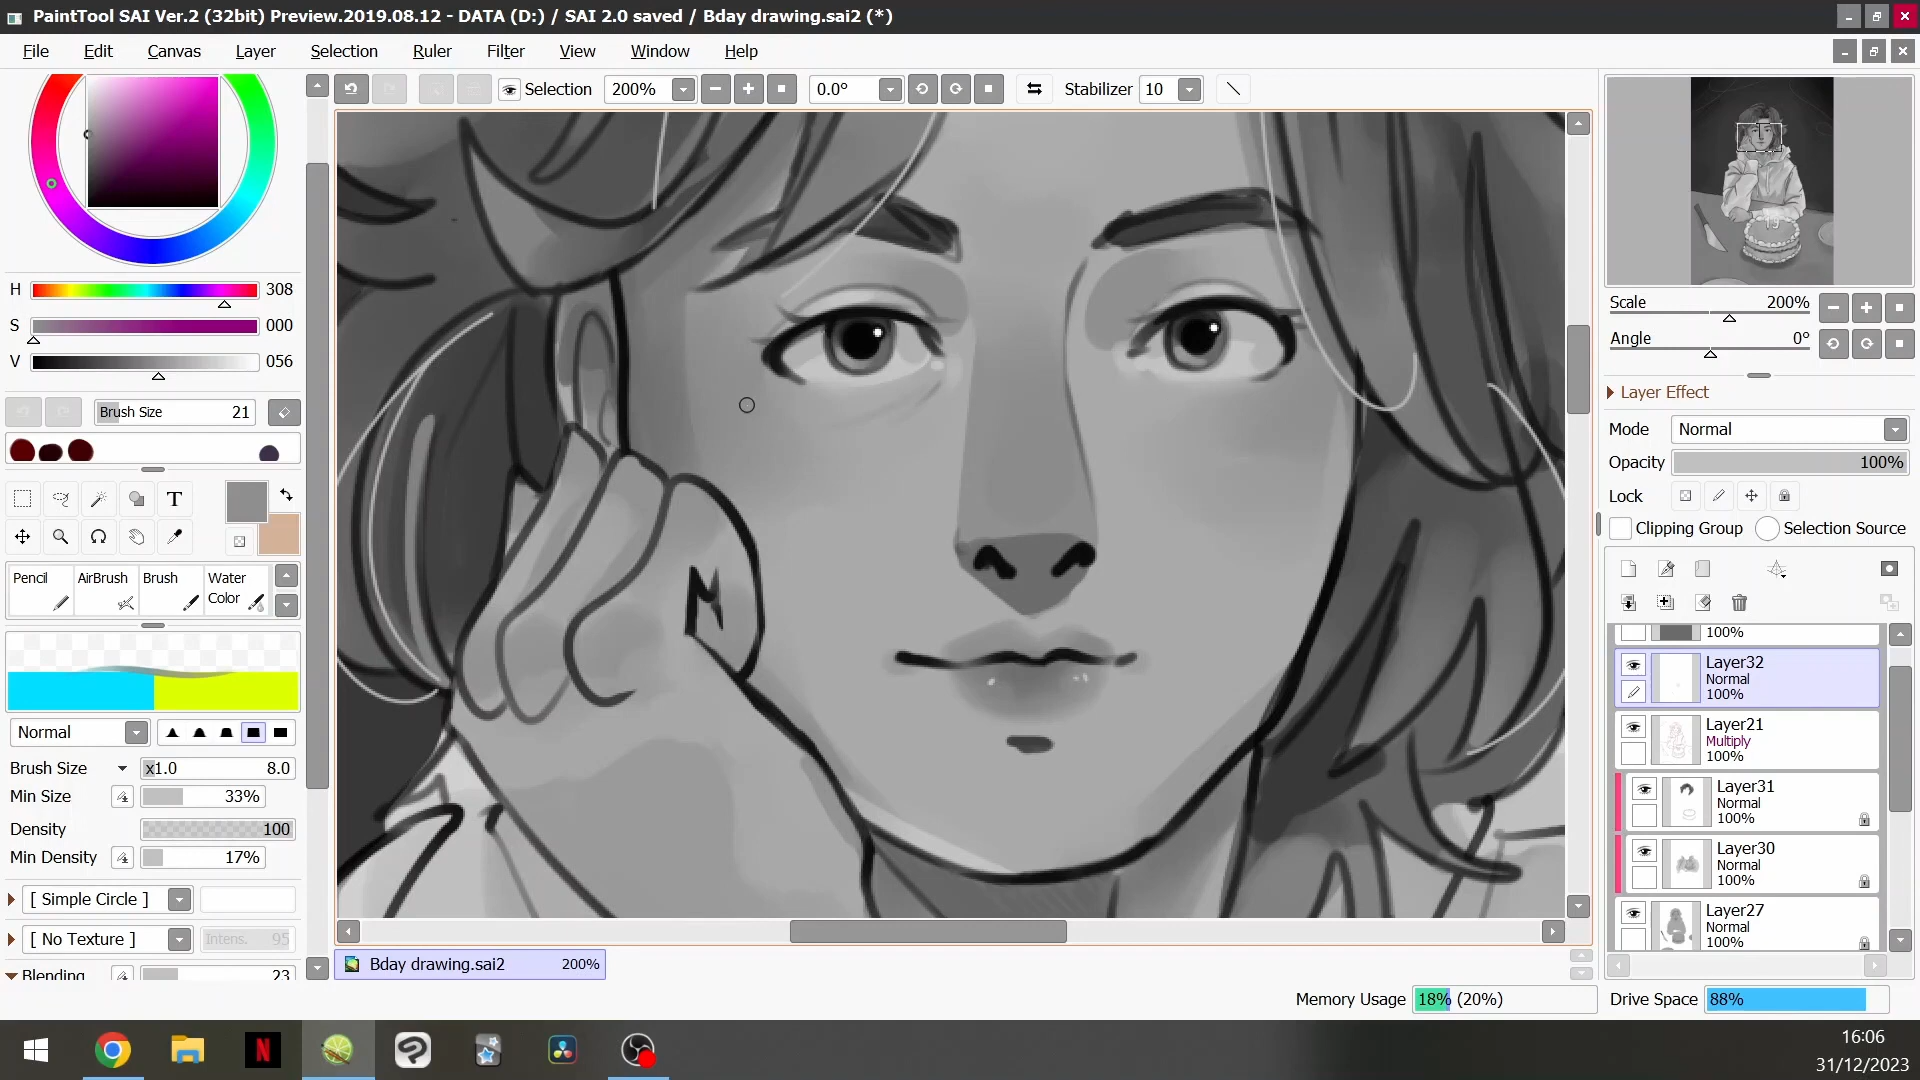 PaintTool SAI Ver.2 (32bit) Preview.2019.08.12 - DATA (D:) / SAI 2.0 saved / Bday drawing.sai2 (*)
File Edit Canvas Layer Selection Ruler Filter View Window Help
Selection 200% 0.0° Stabilizer 10
H 308
S 000
V 056
Brush Size 21
T
Pencil AirBrush Brush Water Color
Normal
Brush Size x1.0 8.0
Min Size 33%
Density 100
Min Density 17%
[ Simple Circle ]
[ No Texture ] Intens. 95
Blending 23
Bday drawing.sai2 200%
Scale 200%
Angle 0°
Layer Effect
Mode Normal
Opacity 100%
Lock
Clipping Group Selection Source
100%
Layer32
Normal
100%
Layer21
Multiply
100%
Layer31
Normal
100%
Layer30
Normal
100%
Layer27
Normal
100%
Memory Usage 18% (20%) Drive Space 88%
N
16:06
31/12/2023